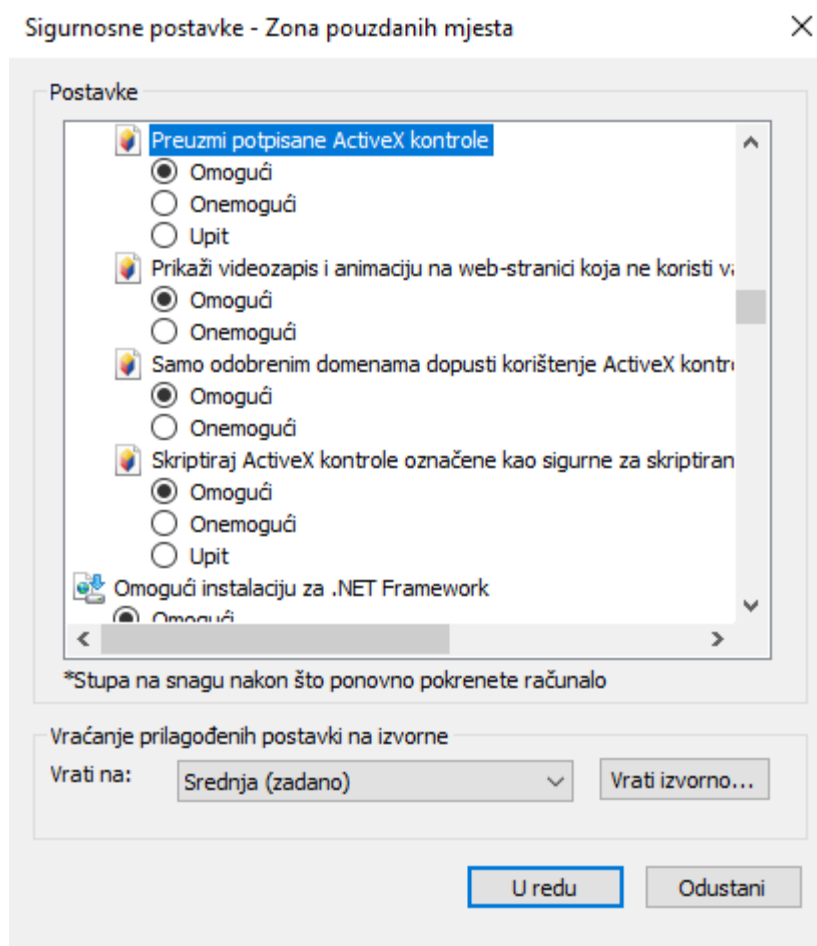 Sigurnosne postavke - Zona pouzdanih mjesta
Postavke
Preuzmi potpisane ActiveX kontrole
Omogući
Onemogući
Upit
Prikaži videozapis i animaciju na web-stranici koja ne koristi
Omogući
Onemogući
Samo odobrenim domenama dopusti korištenje ActiveX
Omogući
Onemogući
Skriptiraj ActiveX kontrole označene kao sigurne za
Omogući
Onemogući
Upit
Omogući instalaciju za .NET Framework
Omogući
*Stupa na snagu nakon što ponovno pokrenete računalo
Vraćanje prilagođenih postavki na izvorne
Vrati na: Srednja (zadano) Vrati izvorno...
U redu Odustani